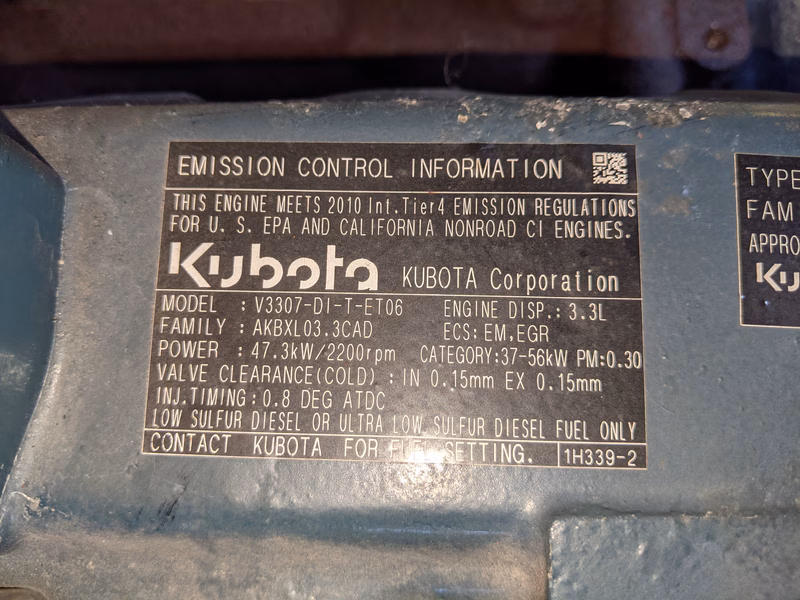 EMISSION CONTROL INFORMATION
THIS ENGINE MEETS 2010 Int.Tier4 EMISSION REGULATIONS
FOR U.S. EPA AND CALIFORNIA NONROAD CI ENGINES.
Kubota KUBOTA Corporation
MODEL : V3307-DI-T-ET06 ENGINE DISP.: 3.3L
FAMILY : AKBXL03.3CAD ECS: EM,EGR
POWER : 47.3kW/2200rpm CATEGORY:37-56kW PM:0.30
VALVE CLEARANCE(COLD) : IN 0.15mm EX 0.15mm
INJ.TIMING: 0.8 DEG ATDC
LOW SULFUR DIESEL OR ULTRA LOW SULFUR DIESEL FUEL ONLY
CONTACT KUBOTA FOR FUEL SETTING. 1H339-2
TYPE
FAM
APPRO
Ku